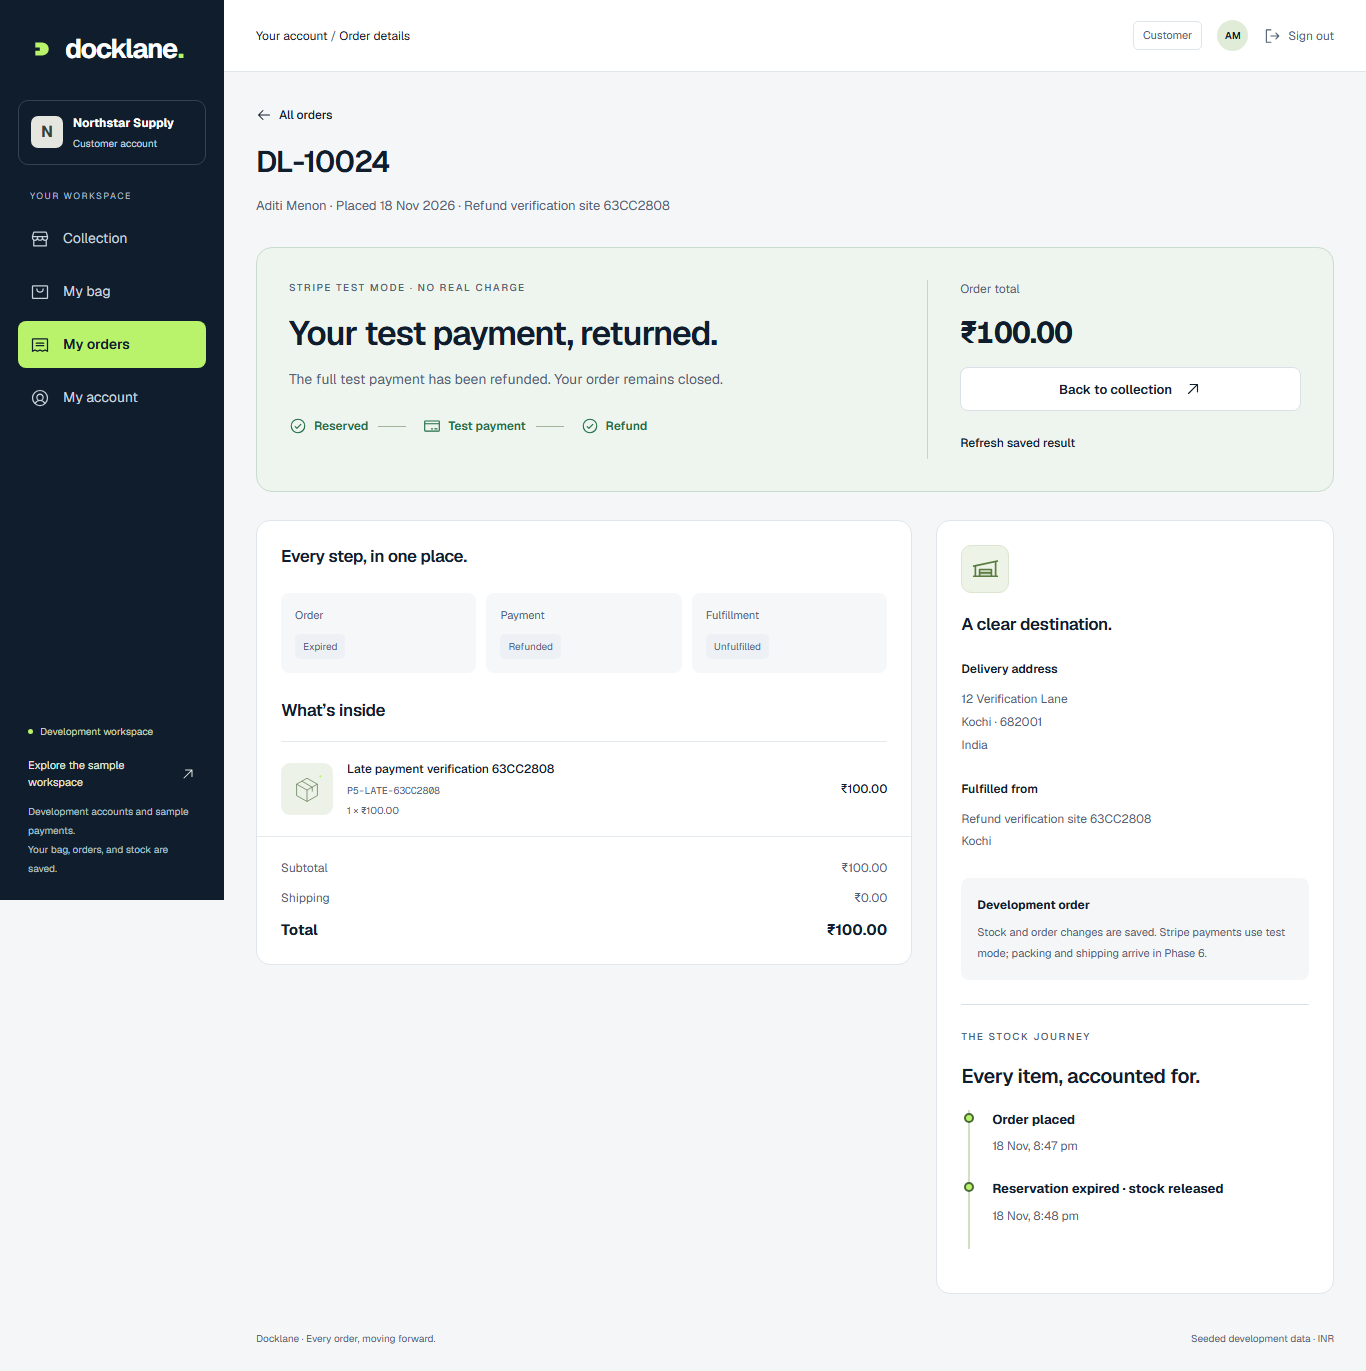 docklane.
N
Northstar Supply
Customer account
YOUR WORKSPACE
Collection
My bag
My orders
My account
Development workspace
Explore the sample
workspace
Development accounts and sample
payments.
Your bag, orders, and stock are
saved.
Your account / Order details
Customer
AM
Sign out
All orders
DL-10024
Aditi Menon · Placed 18 Nov 2026 · Refund verification site 63CC2808
STRIPE TEST MODE · NO REAL CHARGE
Your test payment, returned.
The full test payment has been refunded. Your order remains closed.
Reserved
Test payment
Refund
Order total
₹100.00
Back to collection
Refresh saved result
Every step, in one place.
Order
Expired
Payment
Refunded
Fulfillment
Unfulfilled
What's inside
Late payment verification 63CC2808
P5-LATE-63CC2808
1 × ₹100.00
₹100.00
Subtotal ₹100.00
Shipping ₹0.00
Total ₹100.00
A clear destination.
Delivery address
12 Verification Lane
Kochi · 682001
India
Fulfilled from
Refund verification site 63CC2808
Kochi
Development order
Stock and order changes are saved. Stripe payments use test
mode; packing and shipping arrive in Phase 6.
THE STOCK JOURNEY
Every item, accounted for.
Order placed
18 Nov, 8:47 pm
Reservation expired · stock released
18 Nov, 8:48 pm
Docklane · Every order, moving forward.
Seeded development data · INR